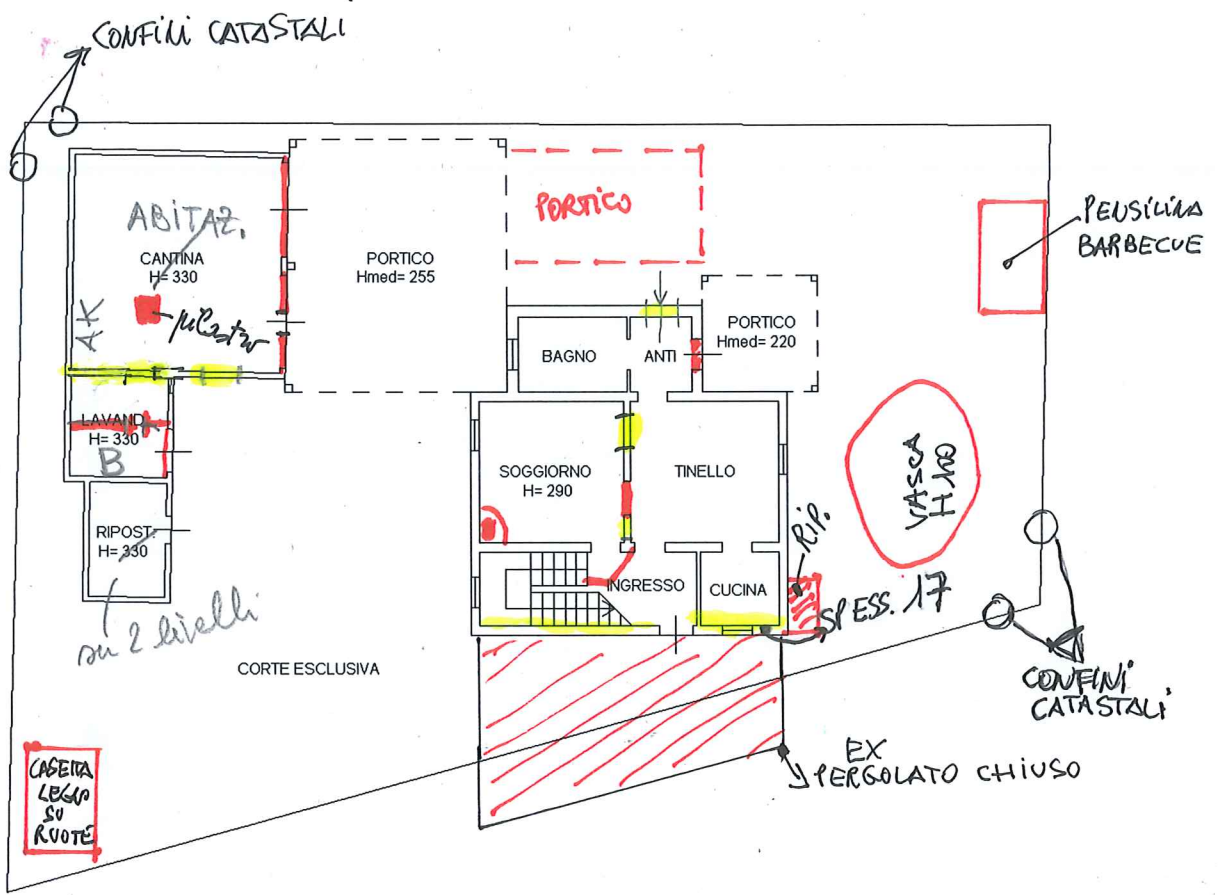 CONFINI CATASTALI
ABITAZ.
CANTINA
H= 330
PORTICO
Hmed= 255
PORTICO
PENSILINA
BARBECUE
AK
BAGNO
ANTI
PORTICO
Hmed= 220
LAVAND.
H= 330
B
SOGGIORNO
H= 290
TINELLO
VASCA
H
RIPOST.
H= 330
RIP.
INGRESSO
CUCINA
SPESS. 17
su 2 livelli
CORTE ESCLUSIVA
CONFINI
CATASTALI
EX
PERGOLATO CHIUSO
CASETTA
LEGNO
SU
RUOTE